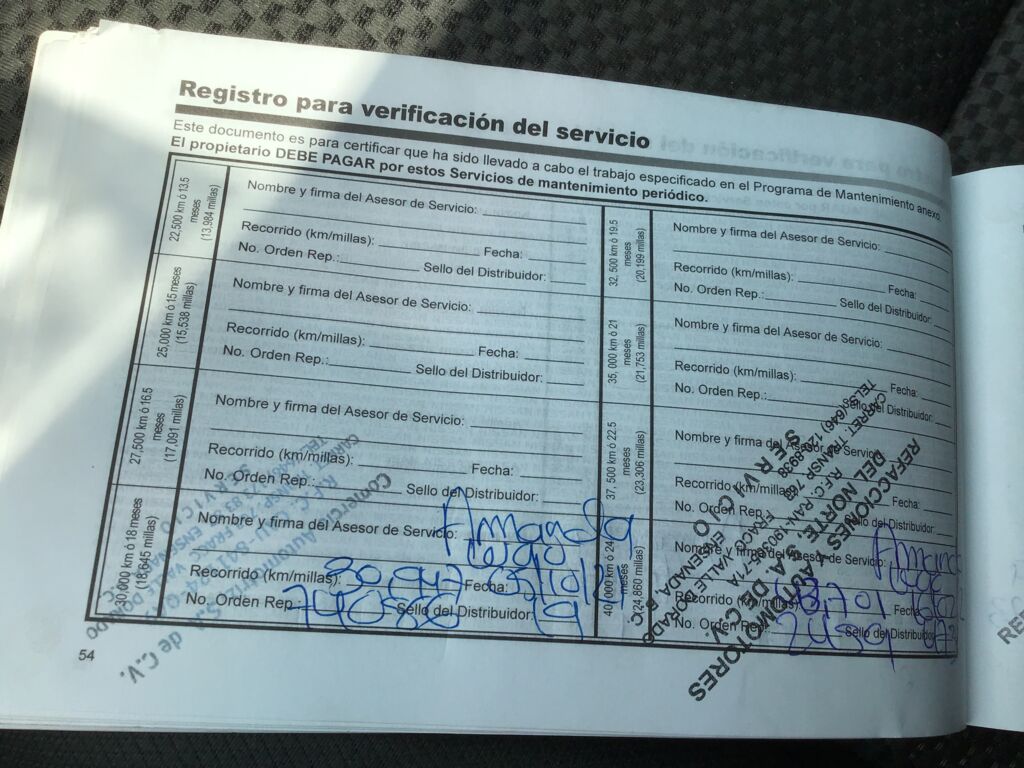 Registro para verificación del servicio
Este documento es para certificar que ha sido llevado a cabo el trabajo especificado en el Programa de Mantenimiento anexo.
El propietario DEBE PAGAR por estos Servicios de mantenimiento periódico.
22,500 km ó 13.5
meses
(13,984 millas)
Nombre y firma del Asesor de Servicio:
Recorrido (km/millas): Fecha:
No. Orden Rep.: Sello del Distribuidor:
25,000 km ó 15 meses
(15,538 millas)
Nombre y firma del Asesor de Servicio:
Recorrido (km/millas): Fecha:
No. Orden Rep.: Sello del Distribuidor:
27,500 km ó 16.5
meses
(17,091 millas)
Nombre y firma del Asesor de Servicio:
Recorrido (km/millas): Fecha:
No. Orden Rep.: Sello del Distribuidor:
30,000 km ó 18 meses
(18,645 millas)
Nombre y firma del Asesor de Servicio: Amanda
Recorrido (km/millas): 30,947 Fecha:
No. Orden Rep. Sello del Distribuidor: 19
32, 500 km ó 19.5
meses
(20,199 millas)
Nombre y firma del Asesor de Servicio:
Recorrido (km/millas): Fecha:
No. Orden Rep.: Sello del Distribuidor:
35, 000 km ó 21
meses
(21,753 millas)
Nombre y firma del Asesor de Servicio:
Recorrido (km/millas): Fecha:
No. Orden Rep.: Sello del Distribuidor:
37, 500 km ó 22.5
meses
(23,306 millas)
Nombre y firma del Asesor de Servicio:
Recorrido (km/millas): Fecha:
No. Orden Rep. Sello del Distribuidor:
40, 000 km ó 24
meses
(24,860 millas)
Nombre y firma del Asesor de Servicio:
Recorrido (km/millas) Fecha
No. Orden Rep. Sello del Distribuidor:
REFACCIONES Y AUTOMOTORES
DEL NORTE S.A. DE C.V.
CARRET TRANSP.
SERVICIO
54